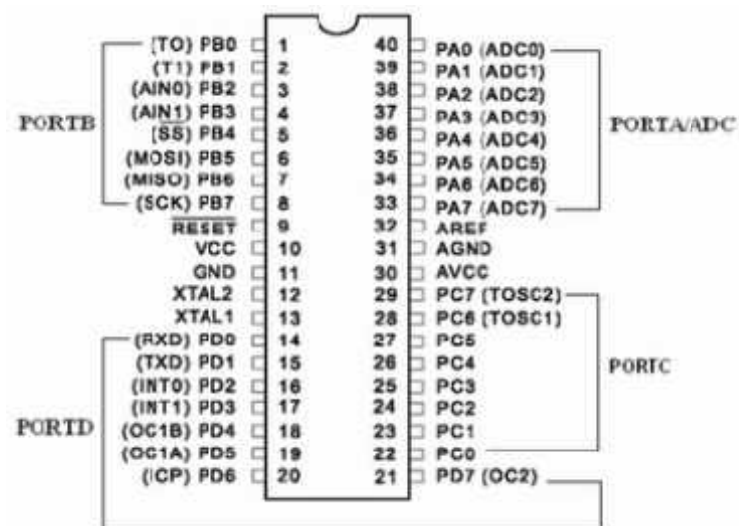 (TO) PB0 1 40 PA0 (ADC0)
(T1) PB1 2 39 PA1 (ADC1)
(AIN0) PB2 3 38 PA2 (ADC2)
(AIN1) PB3 4 37 PA3 (ADC3)
PORTB PORTA/ADC
(SS) PB4 5 36 PA4 (ADC4)
(MOSI) PB5 6 35 PA5 (ADC5)
(MISO) PB6 7 34 PA6 (ADC6)
(SCK) PB7 8 33 PA7 (ADC7)
RESET 9 32 AREF
VCC 10 31 AGND
GND 11 30 AVCC
XTAL2 12 29 PC7 (TOSC2)
XTAL1 13 28 PC6 (TOSC1)
(RXD) PD0 14 27 PC5
(TXD) PD1 15 26 PC4
PORTC
(INT0) PD2 16 25 PC3
(INT1) PD3 17 24 PC2
PORTD
(OC1B) PD4 18 23 PC1
(OC1A) PD5 19 22 PC0
(ICP) PD6 20 21 PD7 (OC2)